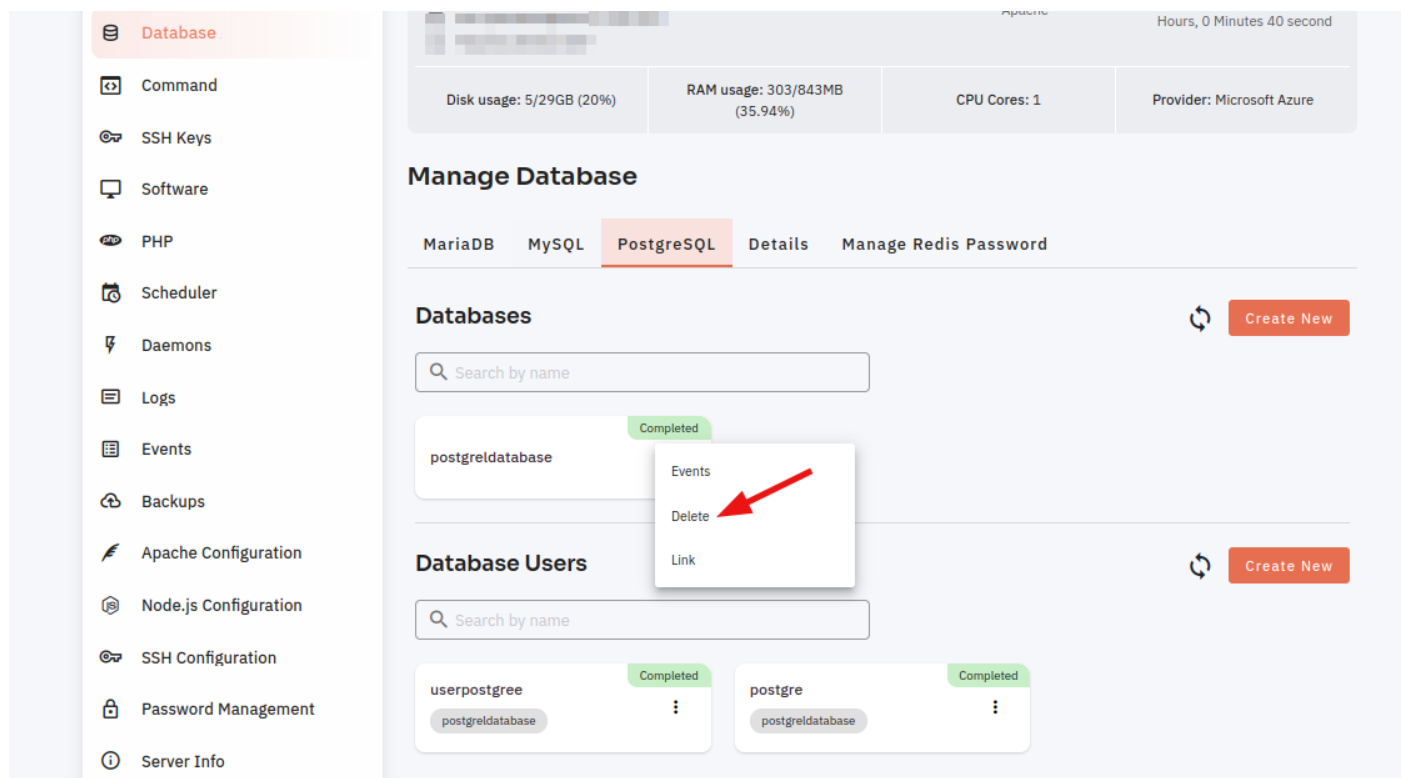 Database
Command
SSH Keys
Software
php PHP
Scheduler
Daemons
Logs
Events
Backups
Apache Configuration
JS Node.js Configuration
SSH Configuration
Password Management
Server Info
Apache
Hours, 0 Minutes 40 second
Disk usage: 5/29GB (20%)
RAM usage: 303/843MB
(35.94%)
CPU Cores: 1
Provider: Microsoft Azure
Manage Database
MariaDB MySQL PostgreSQL Details Manage Redis Password
Databases
Create New
Search by name
Completed
postgreldatabase
Events
Delete
Link
Database Users
Create New
Search by name
Completed
userpostgree
postgreldatabase
Completed
postgre
postgreldatabase